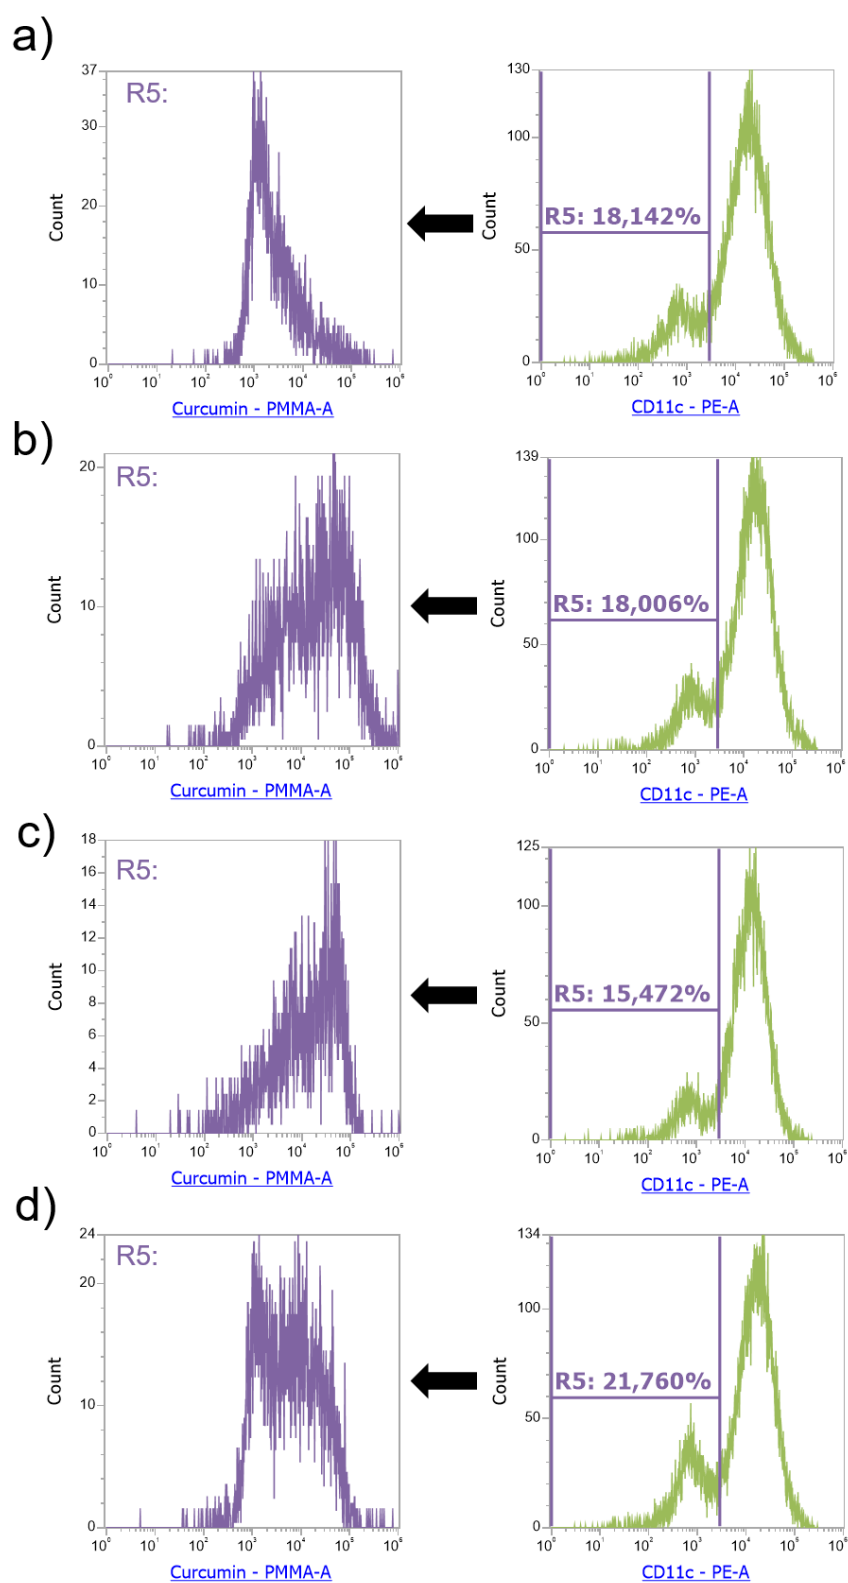 a)
37
30
20
10
0
Count
R5:
10⁰ 10¹ 10² 10³ 10⁴ 10⁵ 10⁶
Curcumin - PMMA-A
130
100
50
0
Count
R5: 18,142%
10⁰ 10¹ 10² 10³ 10⁴ 10⁵ 10⁶
CD11c - PE-A
b)
20
10
0
Count
R5:
10⁰ 10¹ 10² 10³ 10⁴ 10⁵ 10⁶
Curcumin - PMMA-A
139
100
50
0
Count
R5: 18,006%
10⁰ 10¹ 10² 10³ 10⁴ 10⁵ 10⁶
CD11c - PE-A
c)
18
16
14
12
10
8
6
4
2
0
Count
R5:
10⁰ 10¹ 10² 10³ 10⁴ 10⁵ 10⁶
Curcumin - PMMA-A
125
100
50
0
Count
R5: 15,472%
10⁰ 10¹ 10² 10³ 10⁴ 10⁵ 10⁶
CD11c - PE-A
d)
24
20
10
0
Count
R5:
10⁰ 10¹ 10² 10³ 10⁴ 10⁵ 10⁶
Curcumin - PMMA-A
134
100
50
0
Count
R5: 21,760%
10⁰ 10¹ 10² 10³ 10⁴ 10⁵ 10⁶
CD11c - PE-A